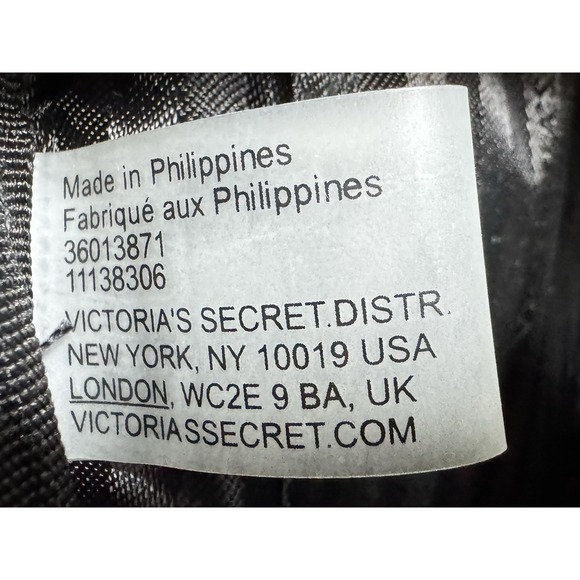 Made in Philippines
Fabriqué aux Philippines
36013871
11138306
VICTORIA'S SECRET.DISTR.
NEW YORK, NY 10019 USA
LONDON, WC2E 9 BA, UK
VICTORIASSECRET.COM